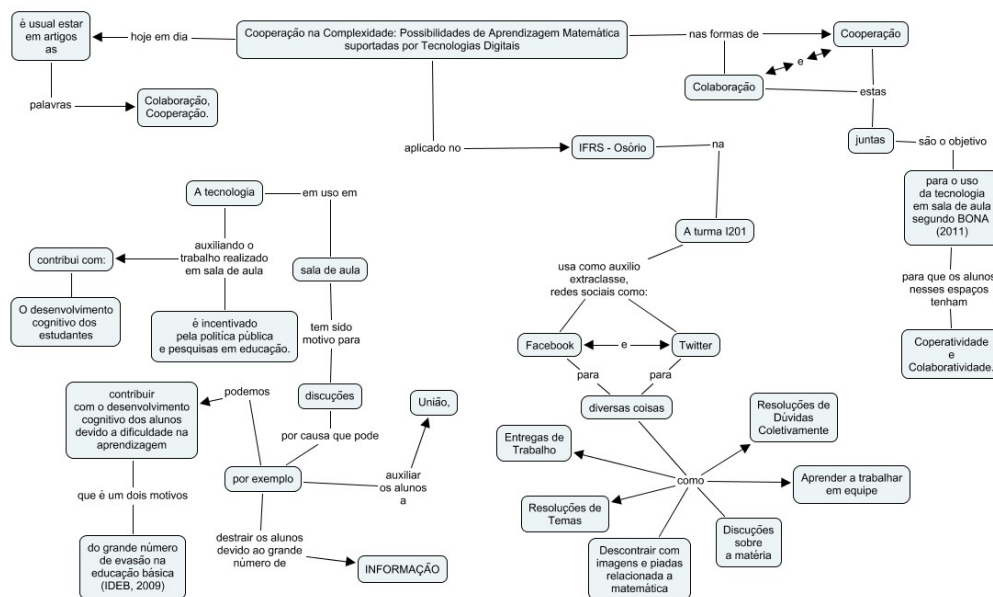 é usual estar
em artigos
as
hoje em dia
Cooperação na Complexidade: Possibilidades de Aprendizagem Matemática
suportadas por Tecnologias Digitais
nas formas de
Cooperação
e
Colaboração
estas
palavras
Colaboração,
Cooperação.
juntas
são o objetivo
aplicado no
IFRS - Osório
na
para o uso
da tecnologia
em sala de aula
segundo BONA
(2011)
A tecnologia
em uso em
A turma I201
auxiliando o
trabalho realizado
em sala de aula
contribui com:
sala de aula
usa como auxilio
extraclasse,
redes sociais como:
para que os alunos
nesses espaços
tenham
O desenvolvimento
cognitivo dos
estudantes
é incentivado
pela politíca pública
e pesquisas em educação.
tem sido
motivo para
Facebook
e
Twitter
Coperatividade
e
Colaboratividade.
para
para
contribuir
com o desenvolvimento
cognitivo dos alunos
devido a dificuldade na
aprendizagem
podemos
discuções
União,
diversas coisas
Resoluções de
Dúvidas
Coletivamente
por causa que pode
Entregas de
Trabalho
por exemplo
auxiliar
os alunos
a
como
Aprender a trabalhar
em equipe
que é um dois motivos
Resoluções de
Temas
Discuções
sobre
a matéria
destrair os alunos
devido ao grande
número de
do grande número
de evasão na
educação básica
(IDEB, 2009)
INFORMAÇÃO
Descontrair com
imagens e piadas
relacionada a
matemática